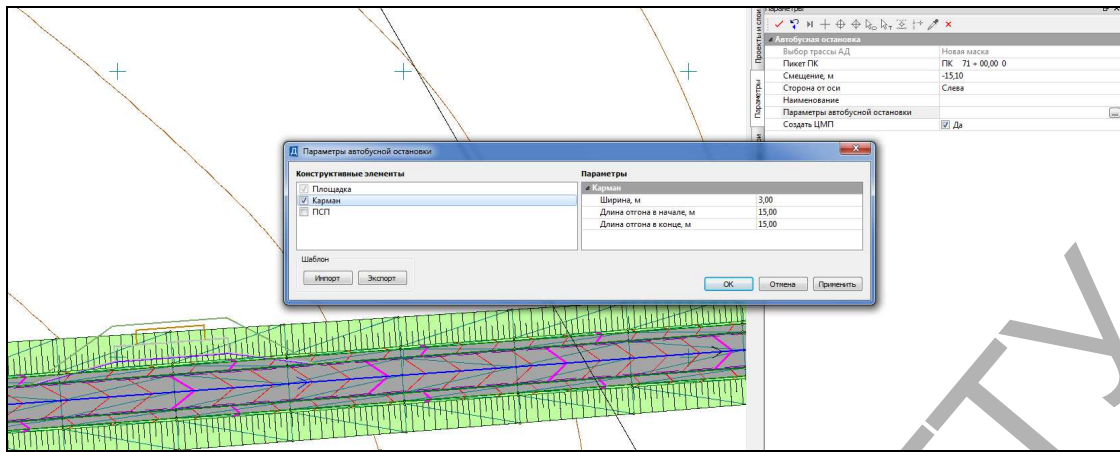 Параметры
Проекты и слои
Параметры
Автобусная остановка
Выбор трассы АД Новая маска
Пикет ПК ПК 71 + 00,00 0
Смещение, м -15,10
Сторона от оси Слева
Наименование
Параметры автобусной остановки ...
Создать ЦМП Да
Параметры автобусной остановки
Конструктивные элементы
Площадка
Карман
ПСП
Параметры
Карман
Ширина, м 3,00
Длина отгона в начале, м 15,00
Длина отгона в конце, м 15,00
Шаблон
Импорт Экспорт
ОК Отмена Применить